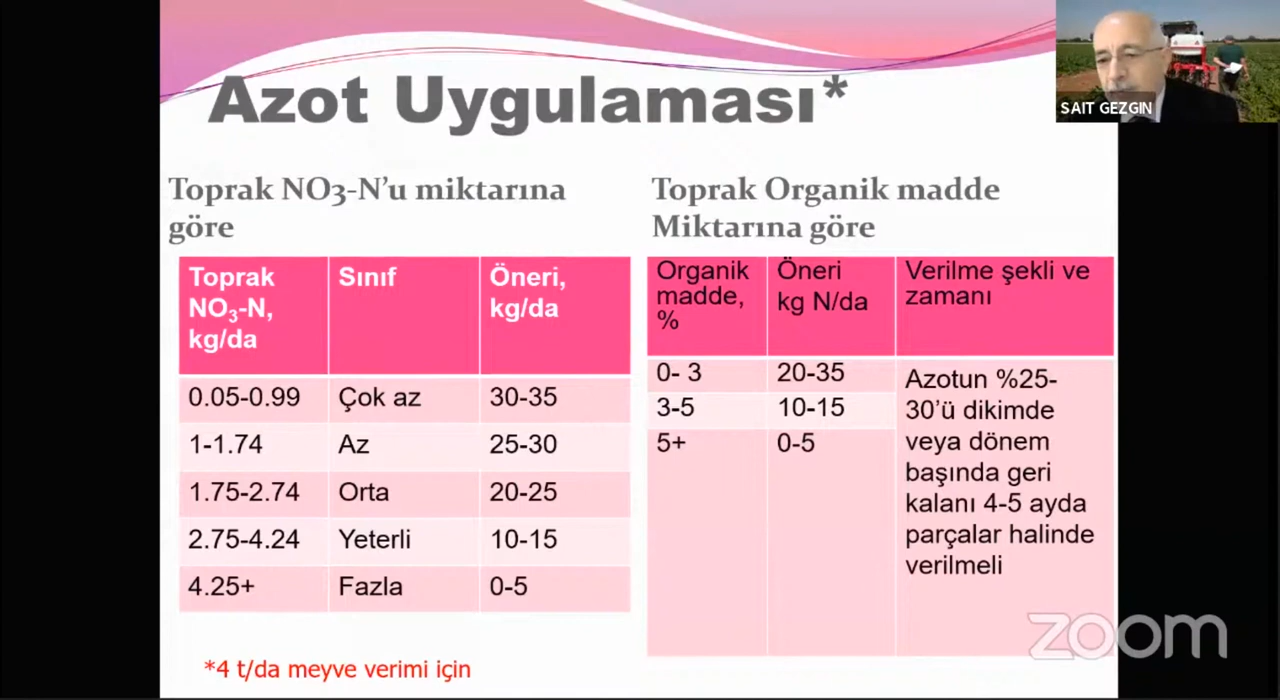 Azot Uygulaması*
SAIT GEZGIN
Toprak NO3-N’u miktarına
göre
Toprak NO₃-N, kg/da | Sınıf | Öneri, kg/da
0.05-0.99 | Çok az | 30-35
1-1.74 | Az | 25-30
1.75-2.74 | Orta | 20-25
2.75-4.24 | Yeterli | 10-15
4.25+ | Fazla | 0-5
*4 t/da meyve verimi için
Toprak Organik madde
Miktarına göre
Organik madde, % | Öneri kg N/da | Verilme şekli ve zamanı
0- 3 | 20-35
3-5 | 10-15
5+ | 0-5
Azotun %25-
30’ü dikimde
veya dönem
başında geri
kalanı 4-5 ayda
parçalar halinde
verilmeli
zoom